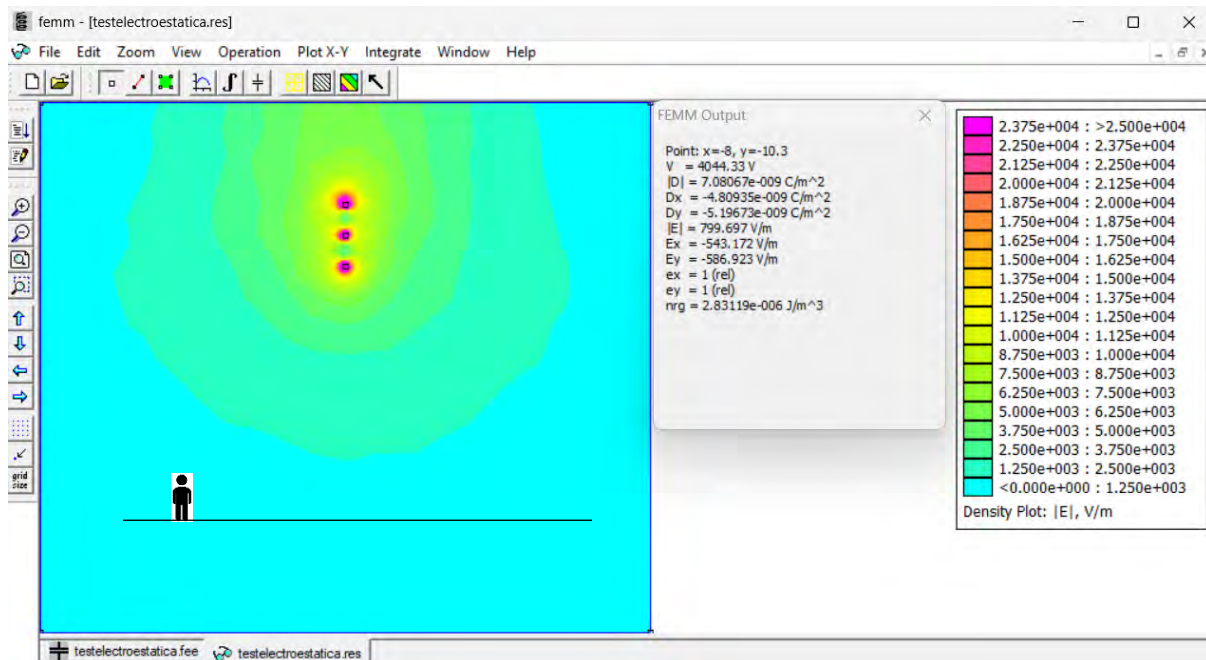 femm - [testelectroestatica.res]
File Edit Zoom View Operation Plot X-Y Integrate Window Help
grid
size
FEMM Output
Point: x=-8, y=-10.3
V = 4044.33 V
|D| = 7.08067e-009 C/m^2
Dx = -4.80935e-009 C/m^2
Dy = -5.19673e-009 C/m^2
|E| = 799.697 V/m
Ex = -543.172 V/m
Ey = -586.923 V/m
ex = 1 (rel)
ey = 1 (rel)
nrg = 2.83119e-006 J/m^3
2.375e+004 : >2.500e+004
2.250e+004 : 2.375e+004
2.125e+004 : 2.250e+004
2.000e+004 : 2.125e+004
1.875e+004 : 2.000e+004
1.750e+004 : 1.875e+004
1.625e+004 : 1.750e+004
1.500e+004 : 1.625e+004
1.375e+004 : 1.500e+004
1.250e+004 : 1.375e+004
1.125e+004 : 1.250e+004
1.000e+004 : 1.125e+004
8.750e+003 : 1.000e+004
7.500e+003 : 8.750e+003
6.250e+003 : 7.500e+003
5.000e+003 : 6.250e+003
3.750e+003 : 5.000e+003
2.500e+003 : 3.750e+003
1.250e+003 : 2.500e+003
<0.000e+000 : 1.250e+003
Density Plot: |E|, V/m
testelectroestatica.fee testelectroestatica.res